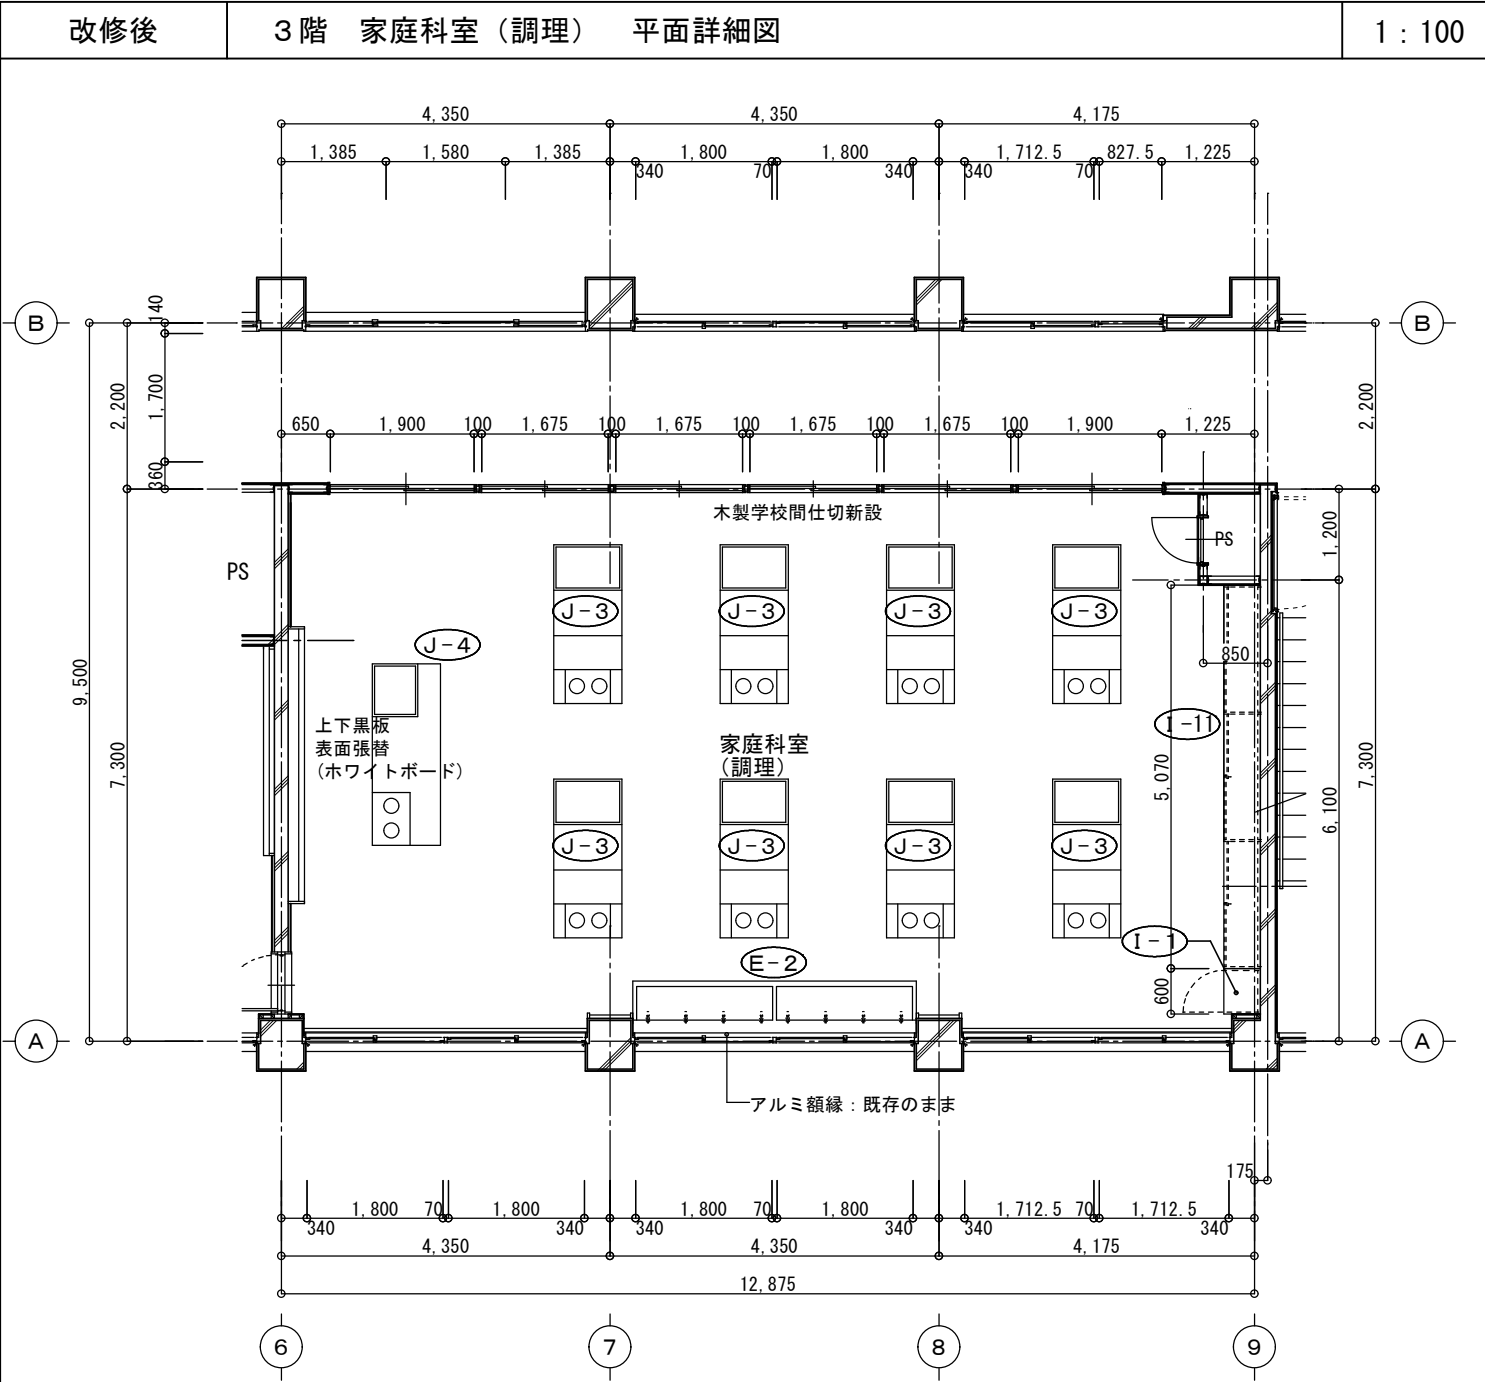 改修後 3階 家庭科室（調理） 平面詳細図 1：100
4,350 4,350 4,175
1,385 1,580 1,385 1,800 1,800 1,712.5 827.5 1,225
340 70 340 340 70
B B
140
1,700
360
2,200
9,500
7,300
2,200
650 1,900 100 1,675 100 1,675 100 1,675 100 1,675 100 1,900 1,225
木製学校間仕切新設
PS
PS
1,200
J-3 J-3 J-3 J-3
J-4
850
上下黒板
表面張替
(ホワイトボード)
家庭科室
(調理)
I-11
5,070
7,300
6,100
J-3 J-3 J-3 J-3
I-1
E-2
600
A A
アルミ額縁：既存のまま
175
1,800 70 1,800 1,800 70 1,800 1,712.5 70 1,712.5
340 340 340 340 340
4,350 4,350 4,175
12,875
6 7 8 9